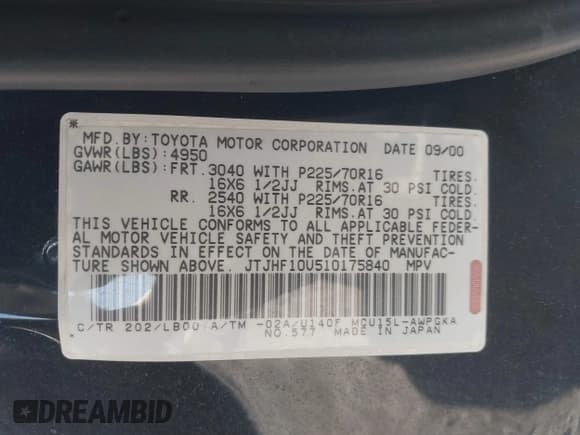 MFD.BY:TOYOTA MOTOR CORPORATION DATE 09/00
GVWR(LBS):4950
GAWR(LBS):FRT.3040 WITH P225/70R16 TIRES.
16X6 1/2JJ RIMS.AT 30 PSI COLD.
RR. 2540 WITH P225/70R16 TIRES.
16X6 1/2JJ RIMS.AT 30 PSI COLD.
THIS VEHICLE CONFORMS TO ALL APPLICABLE FEDER-
AL MOTOR VEHICLE SAFETY AND THEFT PREVENTION
STANDARDS IN EFFECT ON THE DATE OF MANUFAC-
TURE SHOWN ABOVE. JTJHF10U510175840 MPV
C/TR 202/LB00 A/TM -02A/U140F MCU15L-AWPGKA
NO.577 MADE IN JAPAN
DREAMBID